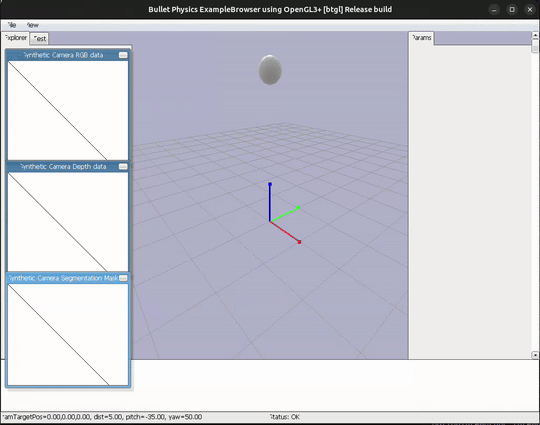 Bullet Physics ExampleBrowser using OpenGL3+ [btgl] Release build
File View
Explorer Test Params
Synthetic Camera RGB data
Synthetic Camera Depth data
Synthetic Camera Segmentation Mask
camTargetPos=0.00,0.00,0.00, dist=5.00, pitch=-35.00, yaw=50.00 Status: OK